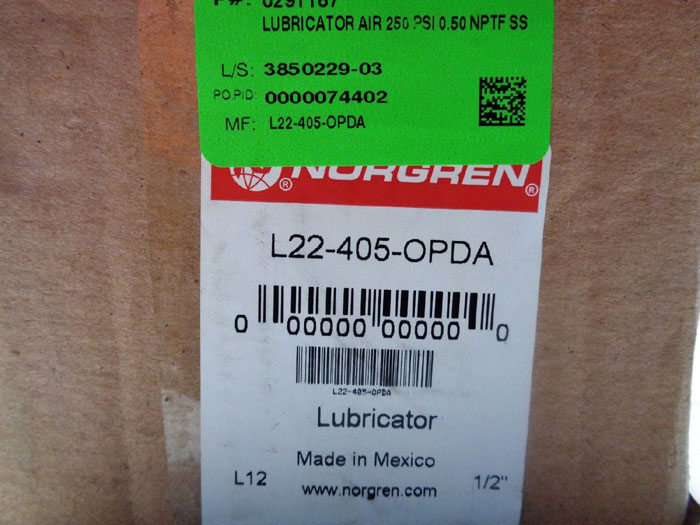 P#: 0291167
LUBRICATOR AIR 250 PSI 0.50 NPTF SS
L/S: 3850229-03
PO.P!D: 0000074402
MF: L22-405-OPDA
NORGREN®
L22-405-OPDA
0 00000 00000 0
L22-405-OPDA
Lubricator
Made in Mexico
L12 www.norgren.com 1/2"